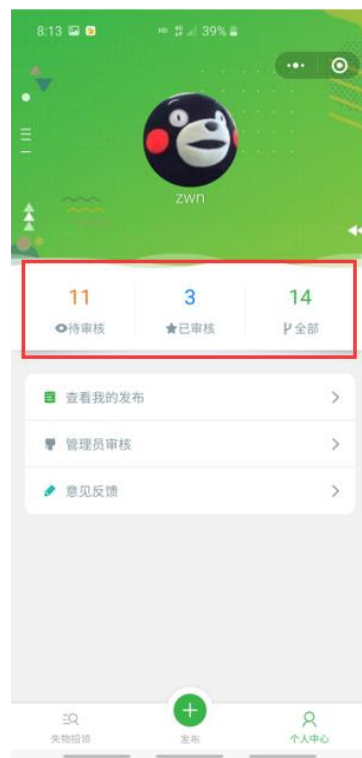 8:13 HD 4G 39%
zwn
11 3 14
待审核 已审核 全部
查看我的发布
管理员审核
意见反馈
失物招领 发布 个人中心